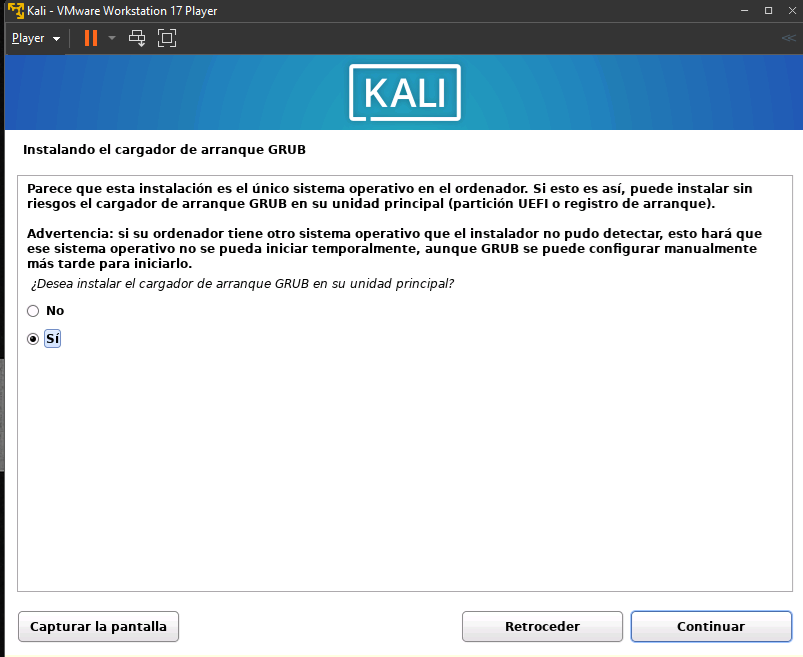 Kali - VMware Workstation 17 Player
Player
KALI
Instalando el cargador de arranque GRUB
Parece que esta instalación es el único sistema operativo en el ordenador. Si esto es así, puede instalar sin
riesgos el cargador de arranque GRUB en su unidad principal (partición UEFI o registro de arranque).
Advertencia: si su ordenador tiene otro sistema operativo que el instalador no pudo detectar, esto hará que
ese sistema operativo no se pueda iniciar temporalmente, aunque GRUB se puede configurar manualmente
más tarde para iniciarlo.
¿Desea instalar el cargador de arranque GRUB en su unidad principal?
No
Sí
Capturar la pantalla
Retroceder
Continuar